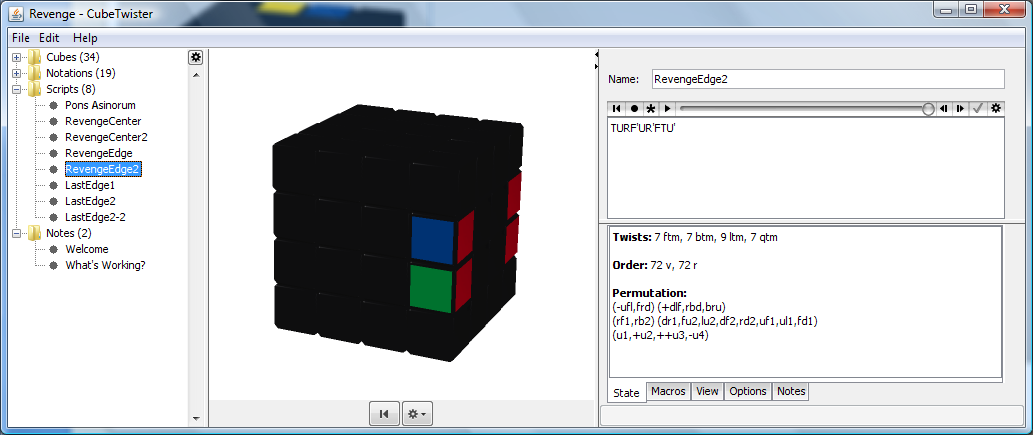 Revenge - CubeTwister
File Edit Help
Cubes (34)
Notations (19)
Scripts (8)
Pons Asinorum
RevengeCenter
RevengeCenter2
RevengeEdge
RevengeEdge2
LastEdge1
LastEdge2
LastEdge2-2
Notes (2)
Welcome
What's Working?
Name: RevengeEdge2
TURF'UR'FTU'
Twists: 7 ftm, 7 btm, 9 ltm, 7 qtm
Order: 72 v, 72 r
Permutation:
(-ufl,frd) (+dlf,rbd,bru)
(rf1,rb2) (dr1,fu2,lu2,df2,rd2,uf1,ul1,fd1)
(u1,+u2,++u3,-u4)
State Macros View Options Notes